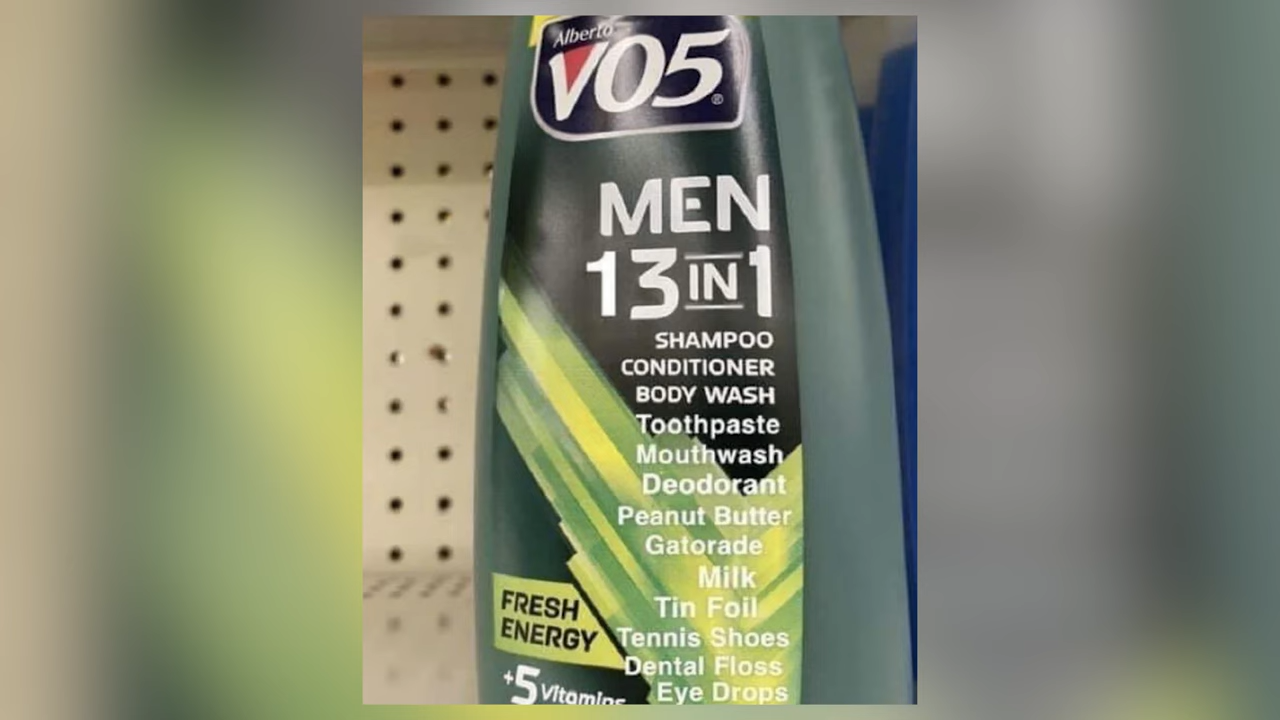 Alberto
VO5®
MEN
13 IN 1
SHAMPOO
CONDITIONER
BODY WASH
Toothpaste
Mouthwash
Deodorant
Peanut Butter
Gatorade
Milk
Tin Foil
Tennis Shoes
Dental Floss
Eye Drops
FRESH
ENERGY
+5 Vitamins